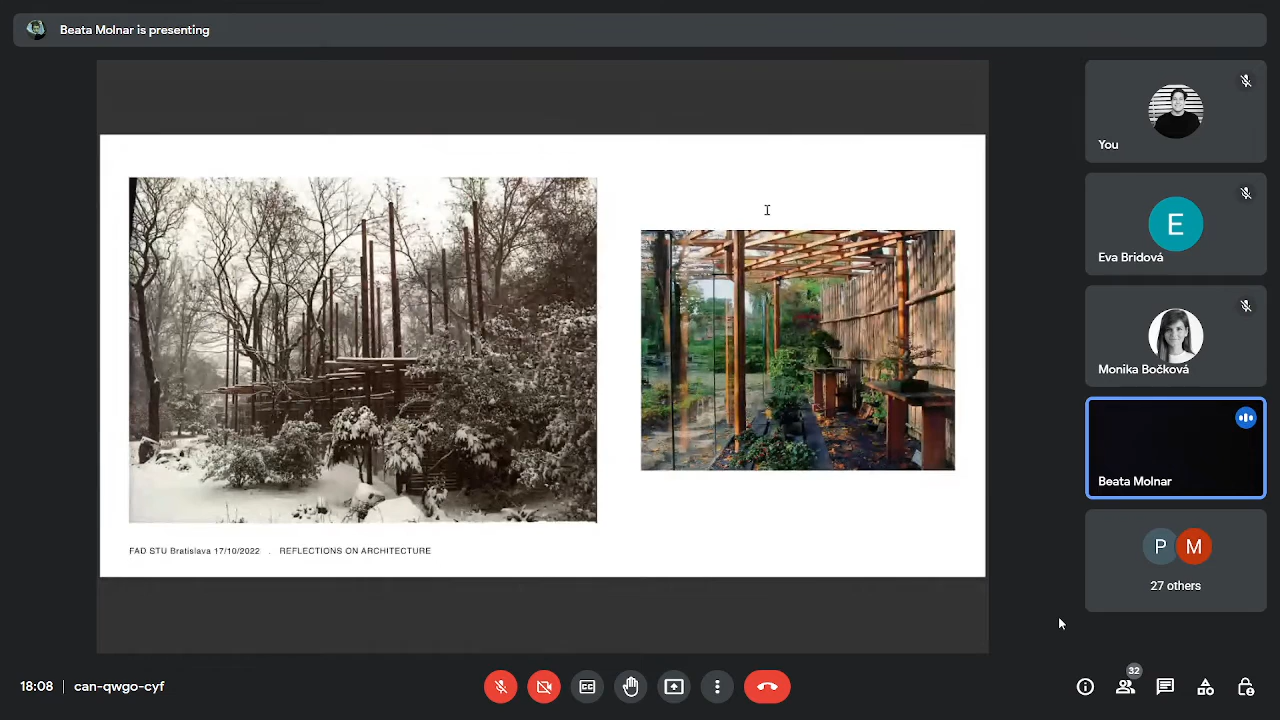 Beata Molnar is presenting
You
E
Eva Bridová
Monika Bočková
Beata Molnar
P M
27 others
FAD STU Bratislava 17/10/2022 . REFLECTIONS ON ARCHITECTURE
18:08 | can-qwgo-cyf
32